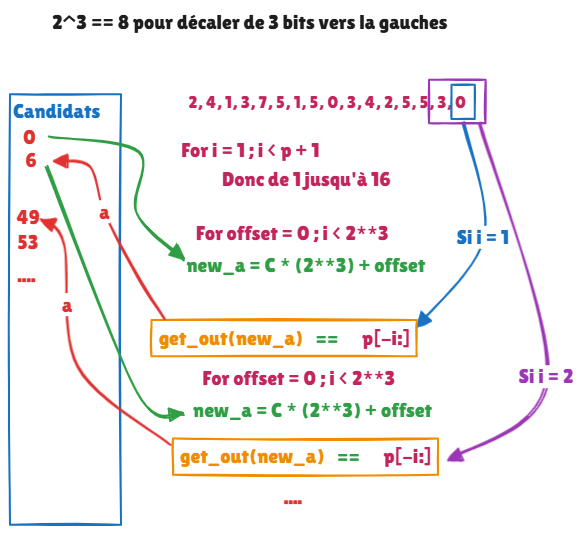 2^3 == 8 pour décaler de 3 bits vers la gauches
Candidats
2, 4, 1, 3, 7, 5, 1, 5, 0, 3, 4, 2, 5, 5, 3, 0
0
6
For i = 1 ; i < p + 1
Donc de 1 jusqu'à 16
a
49
53
....
For offset = 0 ; i < 2**3
Si i = 1
new_a = C * (2**3) + offset
a
get_out(new_a) == p[-i:]
For offset = 0 ; i < 2**3
Si i = 2
new_a = C * (2**3) + offset
get_out(new_a) == p[-i:]
....